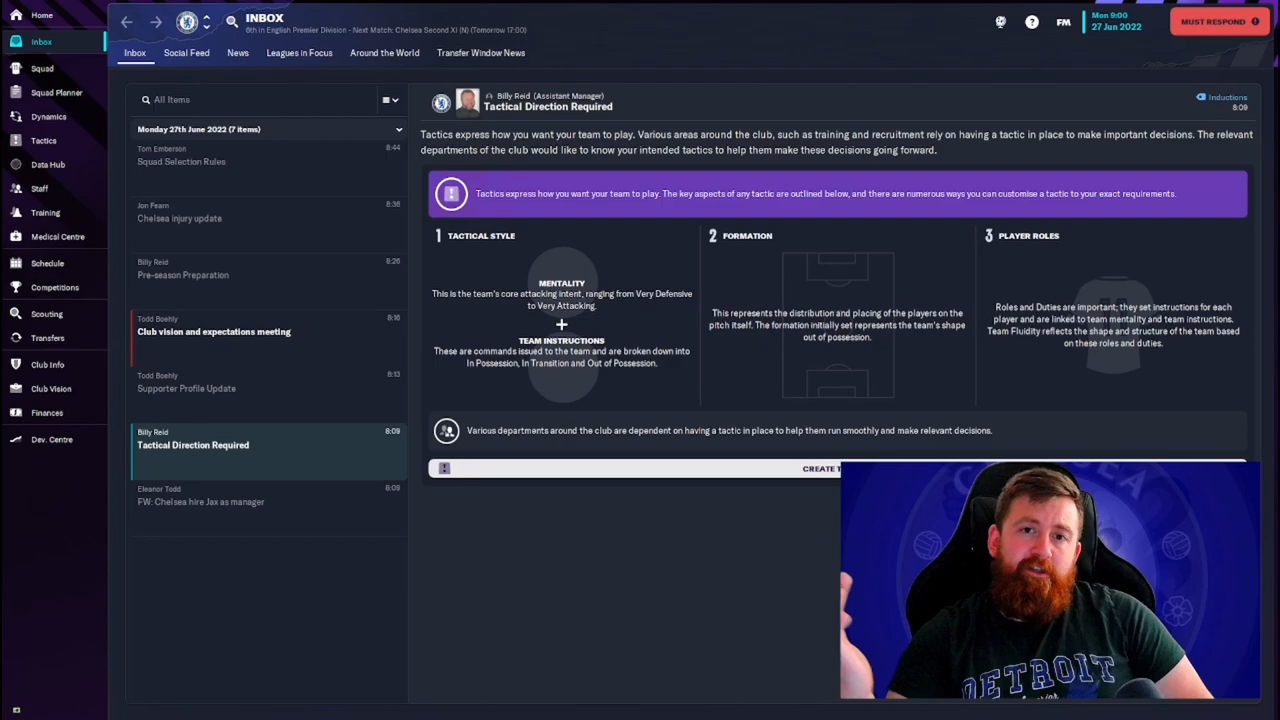 Home
Inbox
Squad
Squad Planner
Dynamics
Tactics
Data Hub
Staff
Training
Medical Centre
Schedule
Competitions
Scouting
Transfers
Club Info
Club Vision
Finances
Dev. Centre
INBOX
6th in English Premier Division - Next Match: Chelsea Second XI (N) (Tomorrow 17:00)
FM
Mon 9:00
27 Jun 2022
MUST RESPOND
Inbox
Social Feed
News
Leagues in Focus
Around the World
Transfer Window News
All Items
Monday 27th June 2022 (7 items)
Tom Emberson 8:44
Squad Selection Rules
Jon Fearn 8:36
Chelsea injury update
Billy Reid 8:26
Pre-season Preparation
Todd Boehly 8:16
Club vision and expectations meeting
Todd Boehly 8:13
Supporter Profile Update
Billy Reid 8:09
Tactical Direction Required
Eleanor Todd 8:09
FW: Chelsea hire Jax as manager
Billy Reid (Assistant Manager)
Tactical Direction Required
Inductions
8:09
Tactics express how you want your team to play. Various areas around the club, such as training and recruitment rely on having a tactic in place to make important decisions. The relevant
departments of the club would like to know your intended tactics to help them make these decisions going forward.
Tactics express how you want your team to play. The key aspects of any tactic are outlined below, and there are numerous ways you can customise a tactic to your exact requirements.
1 TACTICAL STYLE
MENTALITY
This is the team's core attacking intent, ranging from Very Defensive
to Very Attacking.
+
TEAM INSTRUCTIONS
These are commands issued to the team and are broken down into
In Possession, In Transition and Out of Possession.
2 FORMATION
This represents the distribution and placing of the players on the
pitch itself. The formation initially set represents the team's shape
out of possession.
3 PLAYER ROLES
Roles and Duties are important; they set instructions for each
player and are linked to team mentality and team instructions.
Team Fluidity reflects the shape and structure of the team based
on these roles and duties.
Various departments around the club are dependent on having a tactic in place to help them run smoothly and make relevant decisions.
CREATE T
DETROIT